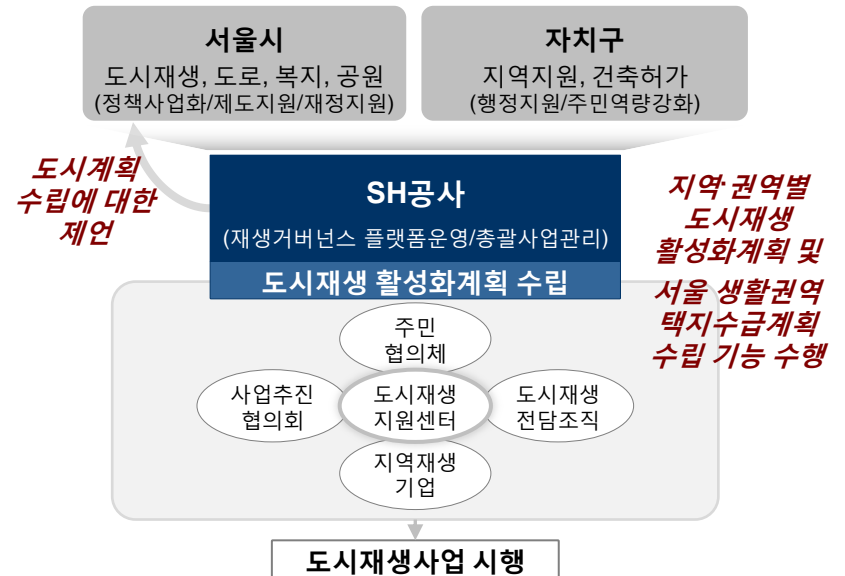 서울시
도시재생, 도로, 복지, 공원
(정책사업화/제도지원/재정지원)
자치구
지역지원, 건축허가
(행정지원/주민역량강화)
도시계획
수립에 대한
제언
SH공사
(재생거버넌스 플랫폼운영/총괄사업관리)
도시재생 활성화계획 수립
지역·권역별
도시재생
활성화계획 및
서울 생활권역
택지수급계획
수립 기능 수행
주민
협의체
사업추진
협의회
도시재생
지원센터
도시재생
전담조직
지역재생
기업
도시재생사업 시행